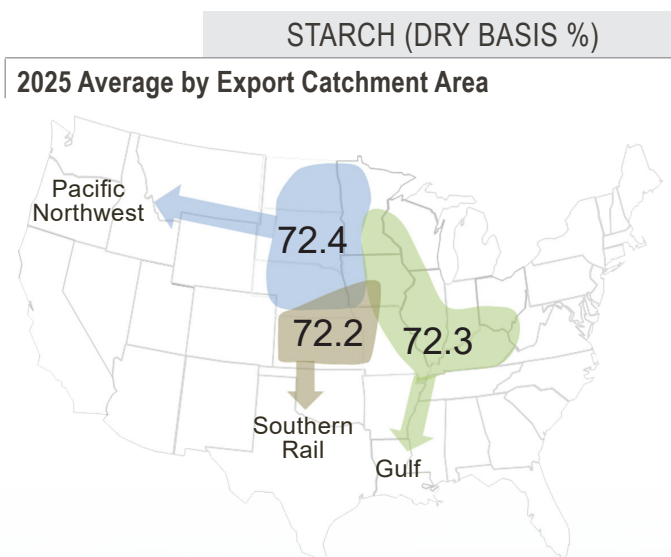 STARCH (DRY BASIS %)
2025 Average by Export Catchment Area
Pacific
Northwest
72.4
72.2
72.3
Southern
Rail
Gulf